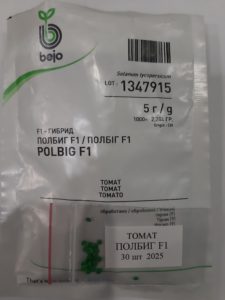 bejo
Solanum lycopersicum
LOT: 1347915
5 г / g
F1 - ГИБРИД
ПОЛБИГ F1 / ПОЛБІГ F1
POLBIG F1
ТОМАТ
ТОМАТ
TOMATO
ТОМАТ
ПОЛБИГ F1
30 шт 2025